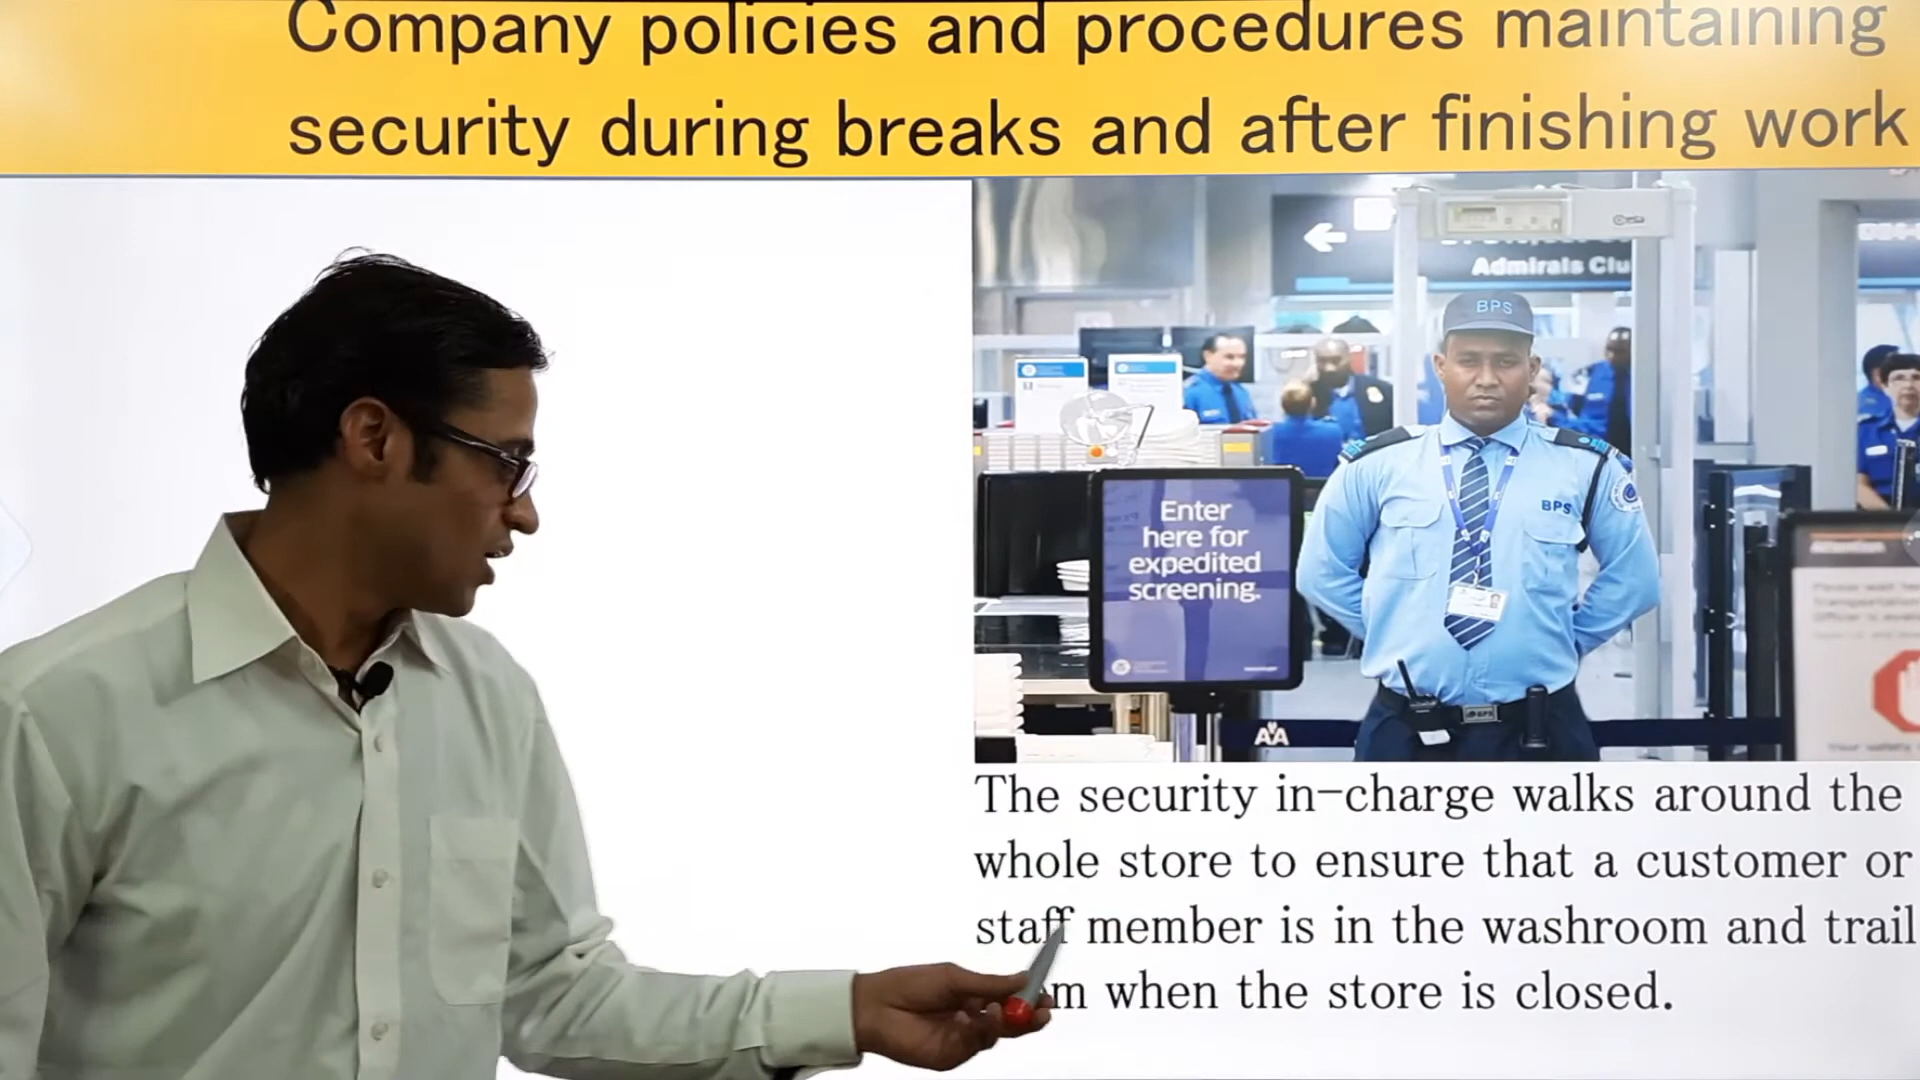 Company policies and procedures maintaining
security during breaks and after finishing work
Admirals Clu
BPS
BPS
Enter
here for
expedited
screening.
BPS
AA
The security in-charge walks around the
whole store to ensure that a customer or
staff member is in the washroom and trail
m when the store is closed.